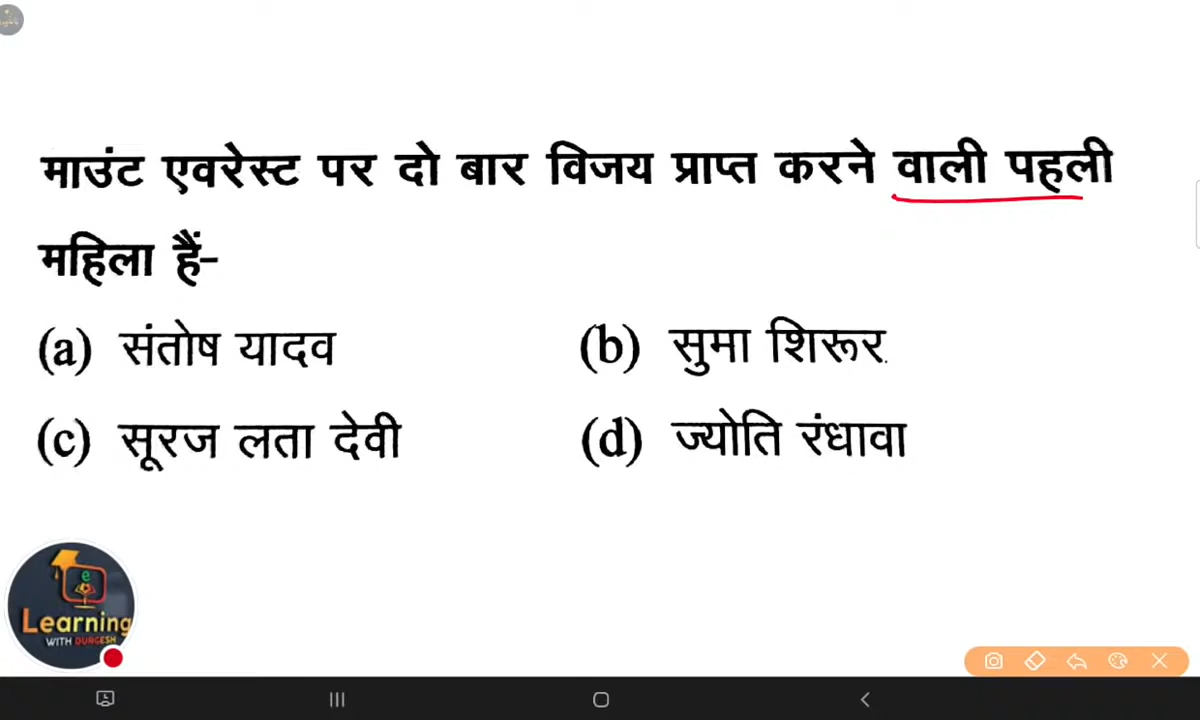 माउंट एवरेस्ट पर दो बार विजय प्राप्त करने वाली पहली
महिला हैं-
(a) संतोष यादव
(b) सुमा शिरूर
(c) सूरज लता देवी
(d) ज्योति रंधावा
e
Learning
WITH DURGESH